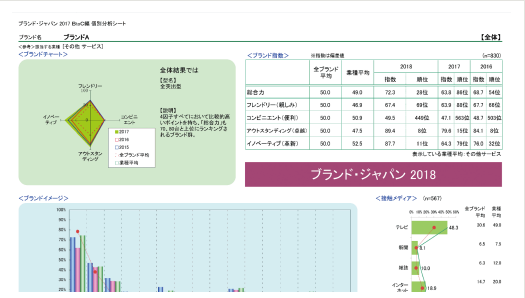 ブランド・ジャパン 2017 BtoC編 個別分析シート
ブランド名 ブランドA 【全体】
<参考>該当する業種 【その他 サービス】
<ブランドチャート>
フレンドリー
コンビニエント
アウトスタンディング
イノベーティブ
2017
2016
2015
全ブランド平均
業種平均
全体結果では
【型名】
全突出型
【説明】
4因子すべてにおいて比較的高いポイントを持ち、「総合力」も70、80台と上位にランキングされるブランド群。
<ブランド指数> ※指数は偏差値 (n=830)
全ブランド平均 業種平均 2018 2017 2016
指数 順位 指数 順位 指数 順位
総合力 50.0 49.0 72.3 28位 63.8 86位 68.7 54位
フレンドリー(親しみ) 50.0 46.9 67.4 69位 63.9 88位 67.7 66位
コンビニエント(便利) 50.0 50.9 49.5 449位 47.1 563位 48.7 503位
アウトスタンディング(卓越) 50.0 47.5 89.4 8位 79.6 15位 84.1 8位
イノベーティブ(革新) 50.0 52.5 87.7 11位 64.3 79位 76.0 32位
表示している業種平均:その他サービス
ブランド・ジャパン 2018
<ブランドイメージ>
100%
90%
80%
70%
60%
50%
40%
30%
20%
<接触メディア> (n=567)
全ブランド平均 業種平均
0% 10% 20% 30% 40% 50% 60%
テレビ 48.3 30.6 49.0
新聞 6.1 6.5 7.5
雑誌 10.0 6.3 12.0
インターネット 18.6 14.7 20.8